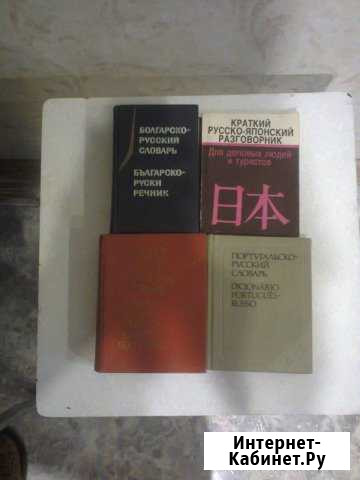 БОЛГАРСКО-
РУССКИЙ
СЛОВАРЬ
БЪЛГАРСКО-
РУСКИ
РЕЧНИК
КРАТКИЙ
РУССКО-ЯПОНСКИЙ
РАЗГОВОРНИК
Для деловых людей
и туристов
日本
ПОРТУГАЛЬСКО-
РУССКИЙ
СЛОВАРЬ
DICIONÁRIO
PORTUGUÊS-
RUSSO
Интернет-
Кабинет.Ру